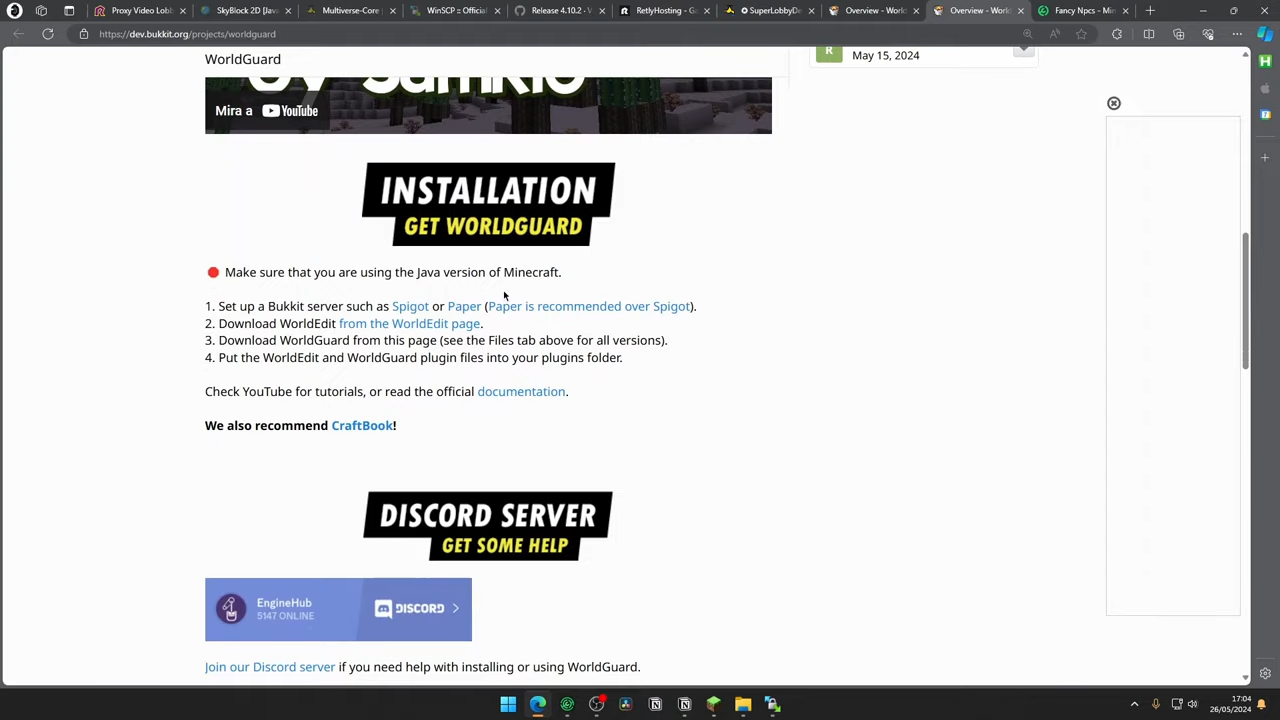 Proxy Video Lobb
SkyBlock 2D [Java
Multiverse-Core
WinSCP :: Official
Release 4.10.2 - V
RetlyHosting - G
SuperLobbyDe
Overview - World
Overview - World
Fancy Npcs - Min
https://dev.bukkit.org/projects/worldguard
WorldGuard
R
May 15, 2024
Mira a YouTube
INSTALLATION
GET WORLDGUARD
Make sure that you are using the Java version of Minecraft.
1. Set up a Bukkit server such as Spigot or Paper (Paper is recommended over Spigot).
2. Download WorldEdit from the WorldEdit page.
3. Download WorldGuard from this page (see the Files tab above for all versions).
4. Put the WorldEdit and WorldGuard plugin files into your plugins folder.
Check YouTube for tutorials, or read the official documentation.
We also recommend CraftBook!
DISCORD SERVER
GET SOME HELP
EngineHub
5147 ONLINE
DISCORD
Join our Discord server if you need help with installing or using WorldGuard.
17:04
26/05/2024